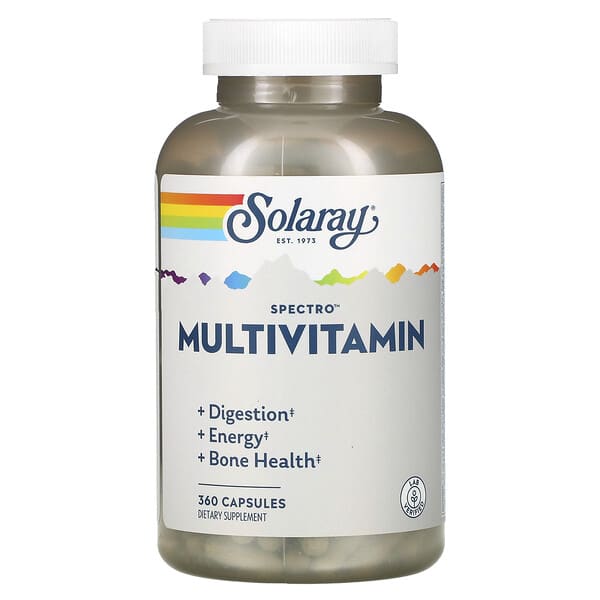 Solaray®
EST. 1973
SPECTRO™
MULTIVITAMIN
+ Digestion‡
+ Energy‡
+ Bone Health‡
360 CAPSULES
DIETARY SUPPLEMENT
LAB
VERIFIED